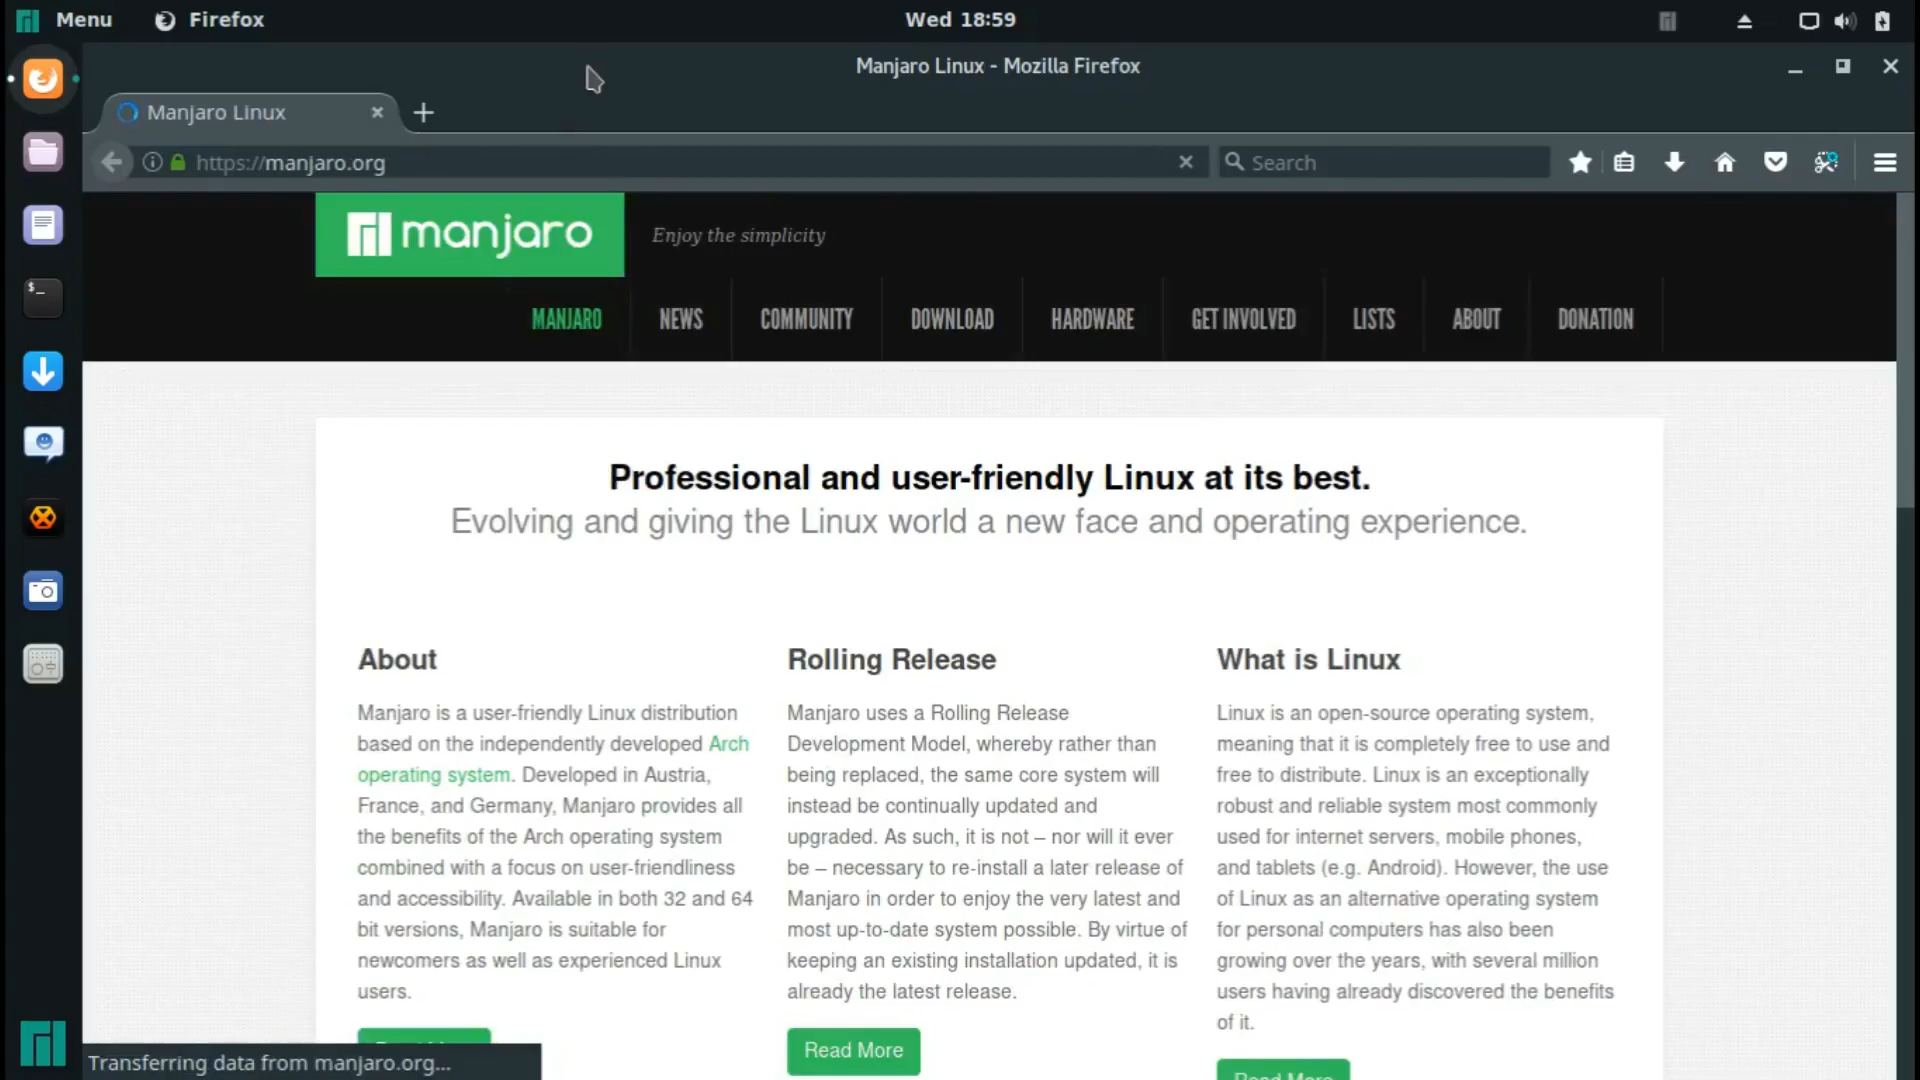 Menu Firefox Wed 18:59
Manjaro Linux - Mozilla Firefox
Manjaro Linux
https://manjaro.org Search
manjaro Enjoy the simplicity
MANJARO NEWS COMMUNITY DOWNLOAD HARDWARE GET INVOLVED LISTS ABOUT DONATION
Professional and user-friendly Linux at its best.
Evolving and giving the Linux world a new face and operating experience.
About
Manjaro is a user-friendly Linux distribution
based on the independently developed Arch
operating system. Developed in Austria,
France, and Germany, Manjaro provides all
the benefits of the Arch operating system
combined with a focus on user-friendliness
and accessibility. Available in both 32 and 64
bit versions, Manjaro is suitable for
newcomers as well as experienced Linux
users.
Rolling Release
Manjaro uses a Rolling Release
Development Model, whereby rather than
being replaced, the same core system will
instead be continually updated and
upgraded. As such, it is not – nor will it ever
be – necessary to re-install a later release of
Manjaro in order to enjoy the very latest and
most up-to-date system possible. By virtue of
keeping an existing installation updated, it is
already the latest release.
Read More
What is Linux
Linux is an open-source operating system,
meaning that it is completely free to use and
free to distribute. Linux is an exceptionally
robust and reliable system most commonly
used for internet servers, mobile phones,
and tablets (e.g. Android). However, the use
of Linux as an alternative operating system
for personal computers has also been
growing over the years, with several million
users having already discovered the benefits
of it.
Read More
Transferring data from manjaro.org...